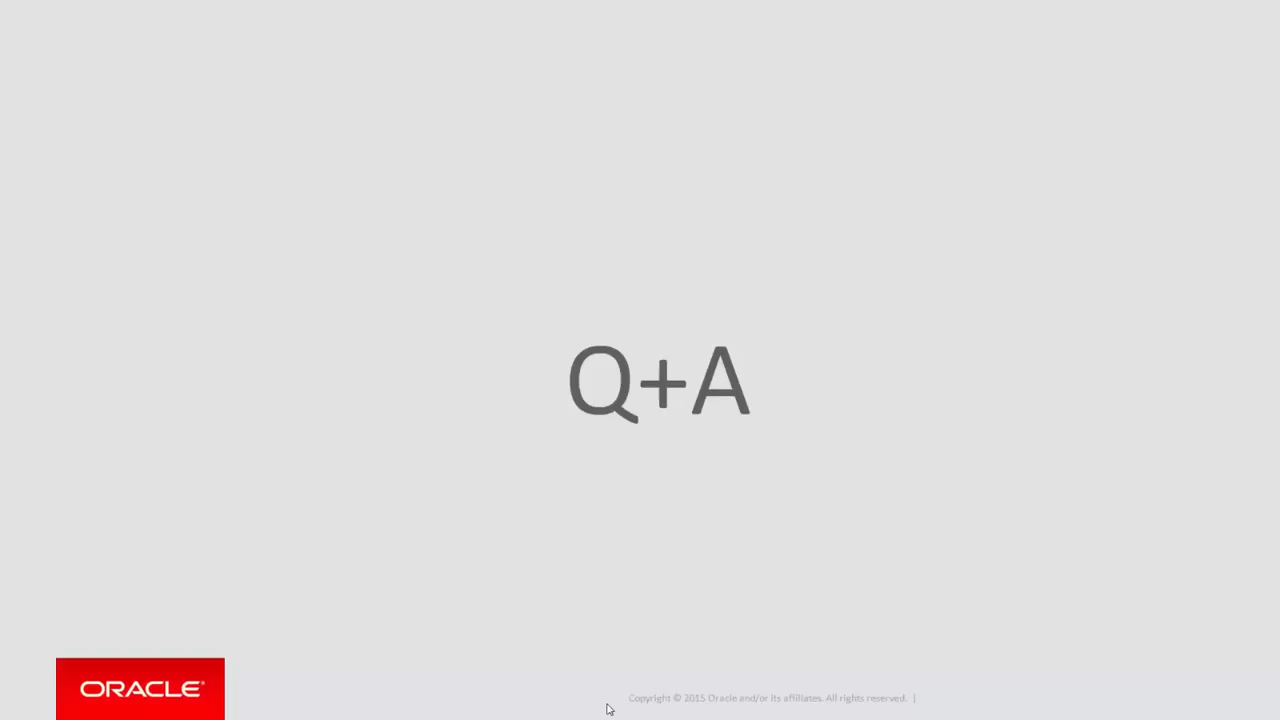 Q+A
ORACLE®
Copyright © 2015 Oracle and/or its affiliates. All rights reserved. |